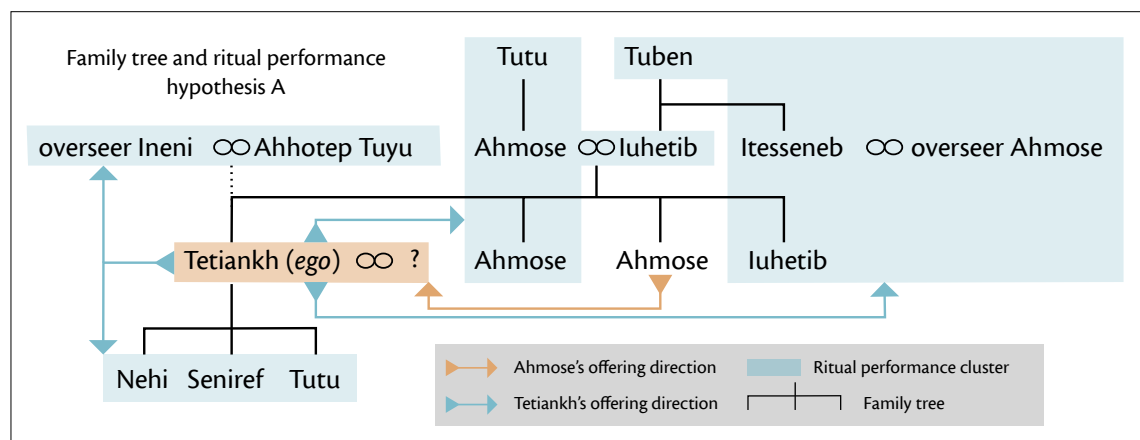 Family tree and ritual performance
hypothesis A
Tutu
Tuben
overseer Ineni ꝏ Ahhotep Tuyu
Ahmose ꝏ Iuhetib
Itesseneb ꝏ overseer Ahmose
Tetiankh (ego) ꝏ ?
Ahmose
Ahmose
Iuhetib
Nehi Seniref Tutu
Ahmose's offering direction
Ritual performance cluster
Tetiankh's offering direction
Family tree